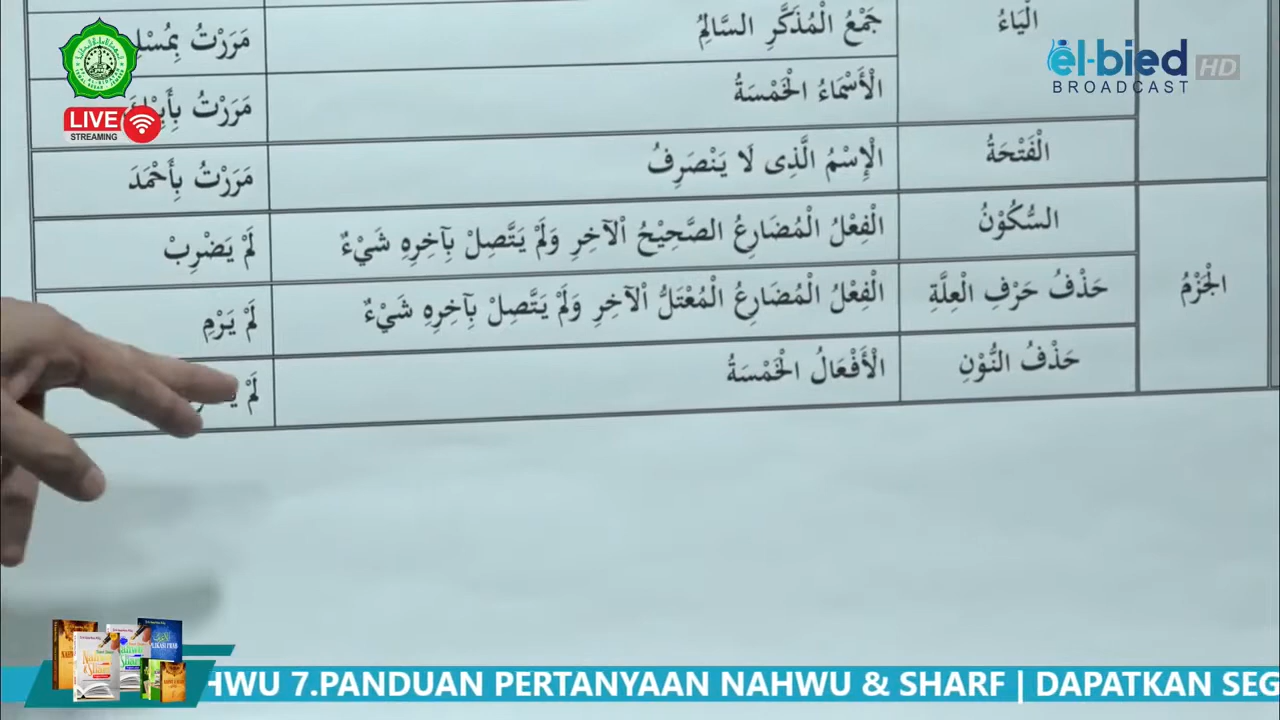 الْيَاءُ
جَمْعُ الْمُذَكَّرِ السَّالِمُ
مَرَرْتُ
الْأَسْمَاءُ الْخَمْسَةُ
مَرَرْتُ
الْفَتْحَةُ
الْإِسْمُ الَّذِى لَا يَنْصَرِفُ
مَرَرْتُ بِأَحْمَدَ
الْجَزْمُ
السُّكُوْنُ
الْفِعْلُ الْمُضَارِعُ الصَّحِيْحُ الْآخِرِ وَلَمْ يَتَّصِلْ بِآخِرِهِ شَيْءٌ
لَمْ يَضْرِبْ
حَذْفُ حَرْفِ الْعِلَّةِ
الْفِعْلُ الْمُضَارِعُ الْمُعْتَلُّ الْآخِرِ وَلَمْ يَتَّصِلْ بِآخِرِهِ شَيْءٌ
لَمْ يَرْمِ
حَذْفُ النُّوْنِ
الْأَفْعَالُ الْخَمْسَةُ
لَمْ
LIVE
STREAMING
el-bied HD
BROADCAST
HWU 7.PANDUAN PERTANYAAN NAHWU & SHARF | DAPATKAN SEG